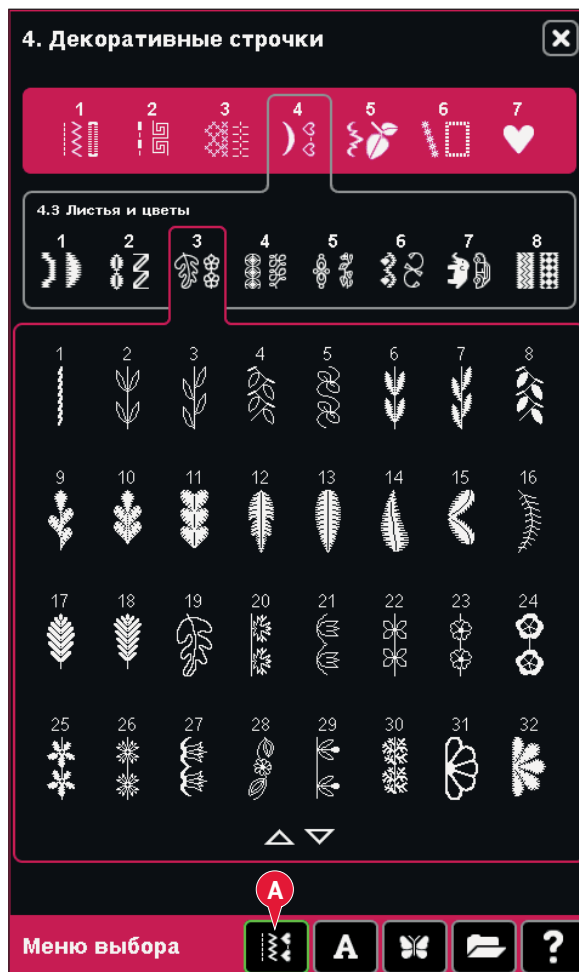 4. Декоративные строчки
1 2 3 4 5 6 7
4.3 Листья и цветы
1 2 3 4 5 6 7 8
1 2 3 4 5 6 7 8
9 10 11 12 13 14 15 16
17 18 19 20 21 22 23 24
25 26 27 28 29 30 31 32
A
Меню выбора A ?